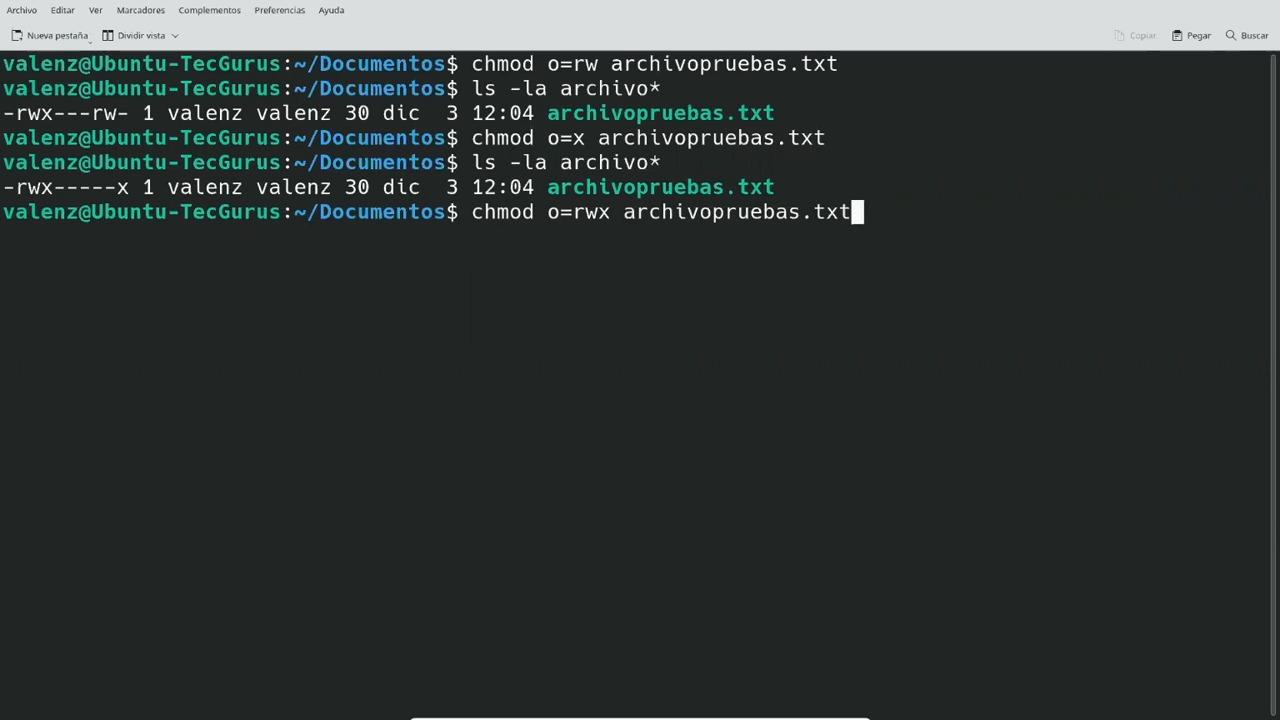 Archivo Editar Ver Marcadores Complementos Preferencias Ayuda
Nueva pestaña Dividir vista Copiar Pegar Buscar
valenz@Ubuntu-TecGurus:~/Documentos$ chmod o=rw archivopruebas.txt
valenz@Ubuntu-TecGurus:~/Documentos$ ls -la archivo*
-rwx---rw- 1 valenz valenz 30 dic  3 12:04 archivopruebas.txt
valenz@Ubuntu-TecGurus:~/Documentos$ chmod o=x archivopruebas.txt
valenz@Ubuntu-TecGurus:~/Documentos$ ls -la archivo*
-rwx-----x 1 valenz valenz 30 dic  3 12:04 archivopruebas.txt
valenz@Ubuntu-TecGurus:~/Documentos$ chmod o=rwx archivopruebas.txt